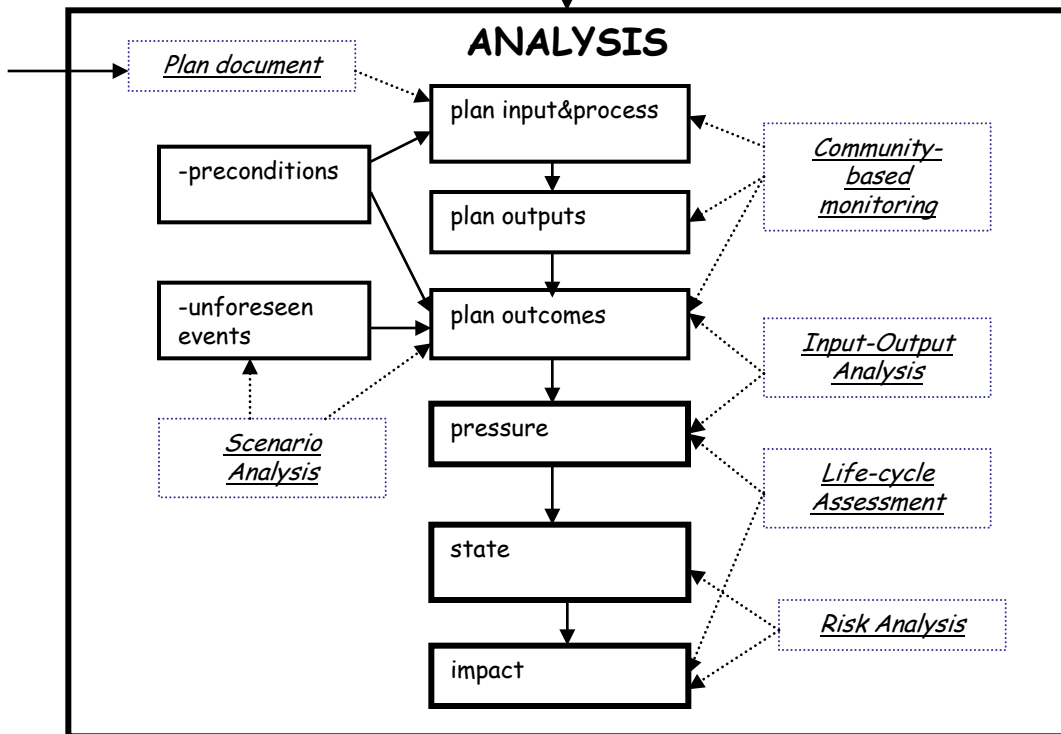 ANALYSIS
Plan document
plan input&process
Community-
based
monitoring
-preconditions
plan outputs
-unforeseen
events
plan outcomes
Input-Output
Analysis
Scenario
Analysis
pressure
Life-cycle
Assessment
state
Risk Analysis
impact